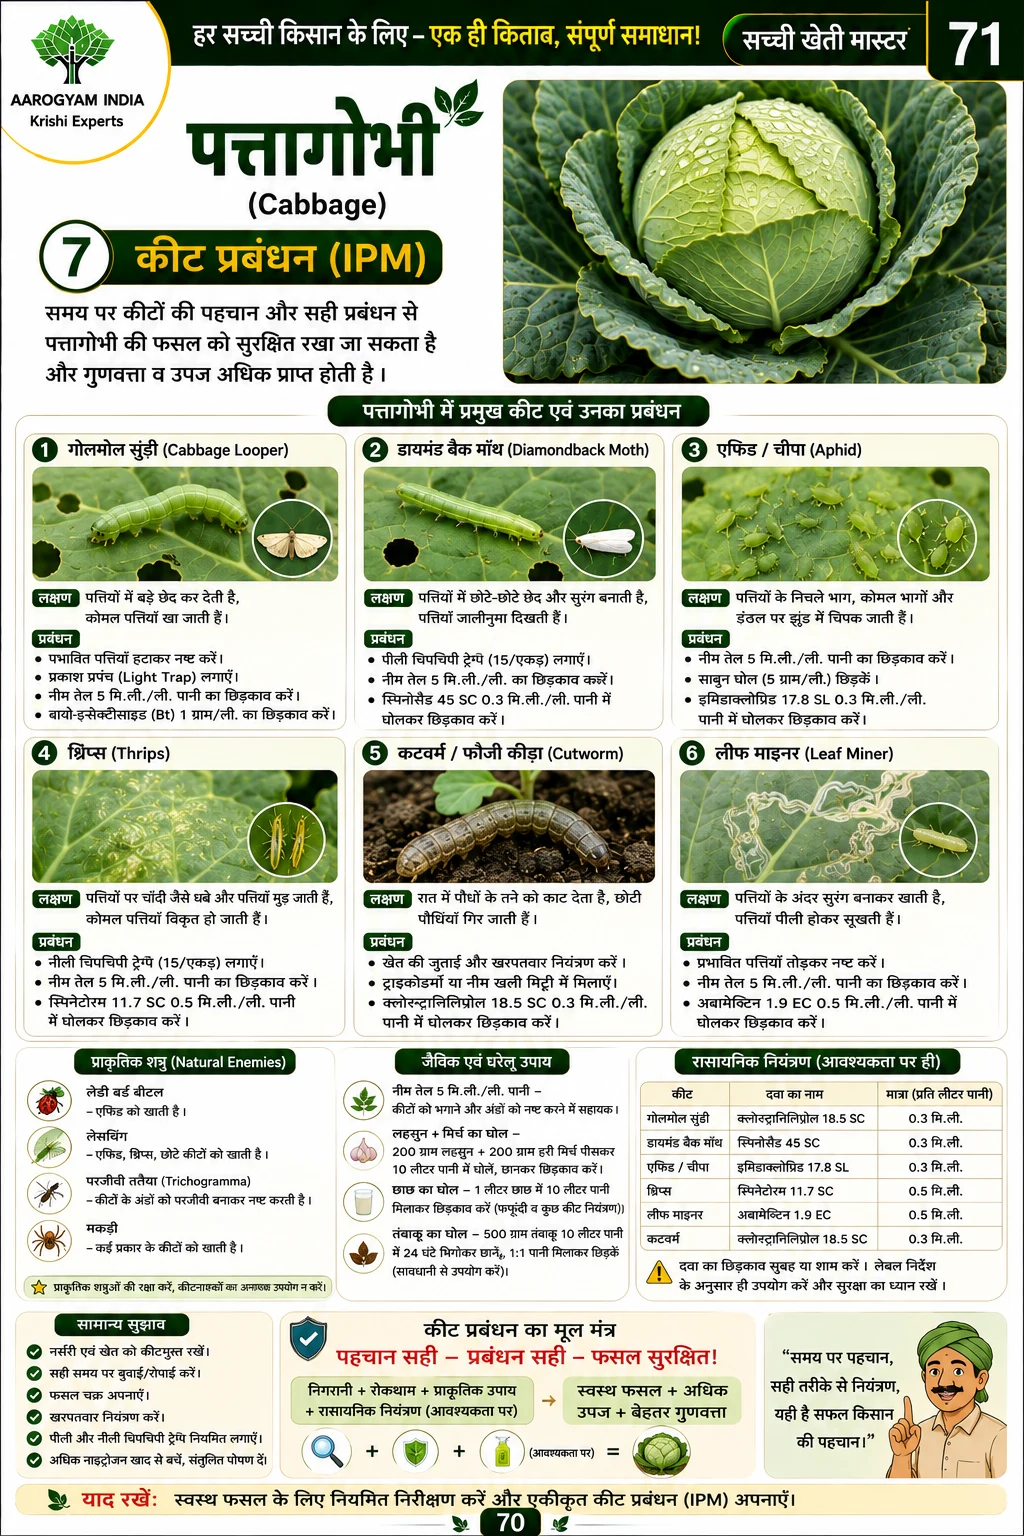 AAROGYAM INDIA
Krishi Experts
हर सच्ची किसान के लिए – एक ही किताब, संपूर्ण समाधान!
सच्ची खेती मास्टर
71
पत्तागोभी
(Cabbage)
7 कीट प्रबंधन (IPM)
समय पर कीटों की पहचान और सही प्रबंधन से
पत्तागोभी की फसल को सुरक्षित रखा जा सकता है
और गुणवत्ता व उपज अधिक प्राप्त होती है।
पत्तागोभी में प्रमुख कीट एवं उनका प्रबंधन
1 गोलमोल सुंड़ी (Cabbage Looper)
लक्षण पत्तियों में बड़े छेद कर देती है,
कोमल पत्तियाँ खा जाती हैं।
प्रबंधन
• पभावित पत्तियाँ हटाकर नष्ट करें।
• प्रकाश प्रपंच (Light Trap) लगाएँ।
• नीम तेल 5 मि.ली./ली. पानी का छिड़काव करें।
• बायो-इन्सेक्टीसाइड (Bt) 1 ग्राम/ली. का छिड़काव करें।
2 डायमंड बैक मॉथ (Diamondback Moth)
लक्षण पत्तियों में छोटे-छोटे छेद और सुरंग बनाता है,
पत्तियाँ जालीनुमा दिखती हैं।
प्रबंधन
• पीली चिपचिपी ट्रेप्पे (15/एकड़) लगाएँ।
• नीम तेल 5 मि.ली./ली. का छिड़काव करें।
• स्पिनोसैड 45 SC 0.3 मि.ली./ली. पानी में
घोलकर छिड़काव करें।
3 एफिड / चीपा (Aphid)
लक्षण पत्तियों के निचले भाग, कोमल भागों और
डंठल पर झुंड में चिपक जाती हैं।
प्रबंधन
• नीम तेल 5 मि.ली./ली. पानी का छिड़काव करें।
• साबुन घोल (5 ग्राम/ली.) छिड़कें।
• इमिडाक्लोप्रिड 17.8 SL 0.3 मि.ली./ली.
पानी में घोलकर छिड़काव करें।
4 थ्रिप्स (Thrips)
लक्षण पत्तियों पर चाँदी जैसे धबे और पत्तियाँ मुड़ जाती हैं,
कोमल पत्तियाँ विकृत हो जाती हैं।
प्रबंधन
• नीली चिपचिपी ट्रेप्पे (15/एकड़) लगाएँ।
• नीम तेल 5 मि.ली./ली. पानी का छिड़काव करें।
• स्पिनेटोरम 11.7 SC 0.5 मि.ली./ली. पानी
में घोलकर छिड़काव करें।
5 कटवर्म / फौजी कीड़ा (Cutworm)
लक्षण रात में पौधों के तने को काट देता है, छोटी
पौधियाँ गिर जाती हैं।
प्रबंधन
• खेत की जुताई और खरपतवार नियंत्रण करें।
• ट्राइकोडर्मा या नीम खली मिट्टी में मिलाएँ।
• क्लोरन्ट्रानिलिप्रोल 18.5 SC 0.3 मि.ली./ली.
पानी में घोलकर छिड़काव करें।
6 लीफ माइनर (Leaf Miner)
लक्षण पत्तियों के अंदर सुरंग बनाकर खाती है,
पत्तियाँ पीली होकर सूखती हैं।
प्रबंधन
• प्रभावित पत्तियाँ तोड़कर नष्ट करें।
• नीम तेल 5 मि.ली./ली. पानी का छिड़काव करें।
• अबामेक्टिन 1.9 EC 0.5 मि.ली./ली. पानी में
घोलकर छिड़काव करें।
प्राकृतिक शत्रु (Natural Enemies)
लेडी बर्ड बीटल
– एफिड को खाती है।
लेसथिंग
– एफिड, थ्रिप्स, छोटे कीटों को खाती है।
परजीवी ततैया (Trichogramma)
– कीटों के अंडों को परजीवी बनाकर नष्ट करती है।
मकड़ी
– कई प्रकार के कीटों को खाती है।
प्राकृतिक शत्रुओं की रक्षा करें, कीटनाशकों का उपयोग न करें।
जैविक एवं घरेलू उपाय
नीम तेल 5 मि.ली./ली. पानी –
कीटों को भगाने और अंडों को नष्ट करने में सहायक।
लहसुन + मिर्च का घोल –
200 ग्राम लहसुन + 200 ग्राम हरी मिर्च पीसकर
10 लीटर पानी में घोलें, छानकर छिड़काव करें।
छाछ का घोल – 1 लीटर छाछ में 10 लीटर पानी
मिलाकर छिड़काव करें (फफूंदी व कुछ कीट नियंत्रण)।
तंबाकू का घोल – 500 ग्राम तंबाकू 10 लीटर पानी
में 24 घंटे भिगोकर छानें, 1:1 पानी मिलाकर छिड़कें
(सावधानी से उपयोग करें)।
रासायनिक नियंत्रण (आवश्यकता पर ही)
कीट दवा का नाम मात्रा (प्रति लीटर पानी)
गोलमोल सुंडी क्लोरन्ट्रानिलिप्रोल 18.5 SC 0.3 मि.ली.
डायमंड बैक मॉथ स्पिनोसैड 45 SC 0.3 मि.ली.
एफिड / चीपा इमिडाक्लोप्रिड 17.8 SL 0.3 मि.ली.
थ्रिप्स स्पिनेटोरम 11.7 SC 0.5 मि.ली.
लीफ माइनर अबामेक्टिन 1.9 EC 0.5 मि.ली.
कटवर्म क्लोरन्ट्रानिलिप्रोल 18.5 SC 0.3 मि.ली.
दवा का छिड़काव सुबह या शाम करें। लेबल निर्देश
के अनुसार ही उपयोग करें और सुरक्षा का ध्यान रखें।
सामान्य सुझाव
नर्सरी एवं खेत को कीटमुस्त रखें।
सही समय पर बुवाई/रोपाई करें।
फसल चक्र अपनाएँ।
खरपतवार नियंत्रण करें।
पीली और नीली चिपचिपी ट्रेप्पे नियमित लगाएँ।
अधिक नाइट्रोजन खाद से बचें, संतुलित पोषण दें।
कीट प्रबंधन का मूल मंत्र
पहचान सही – प्रबंधन सही – फसल सुरक्षित!
निगरानी + रोकथाम + प्राकृतिक उपाय
+ रासायनिक नियंत्रण (आवश्यकता पर)
→
स्वस्थ फसल + अधिक
उपज + बेहतर गुणवत्ता
+ + (आवश्यकता पर) =
“समय पर पहचान,
सही तरीके से नियंत्रण,
यही है सफल किसान
की पहचान।”
याद रखें: स्वस्थ फसल के लिए नियमित निरीक्षण करें और एकीकृत कीट प्रबंधन (IPM) अपनाएँ।
70